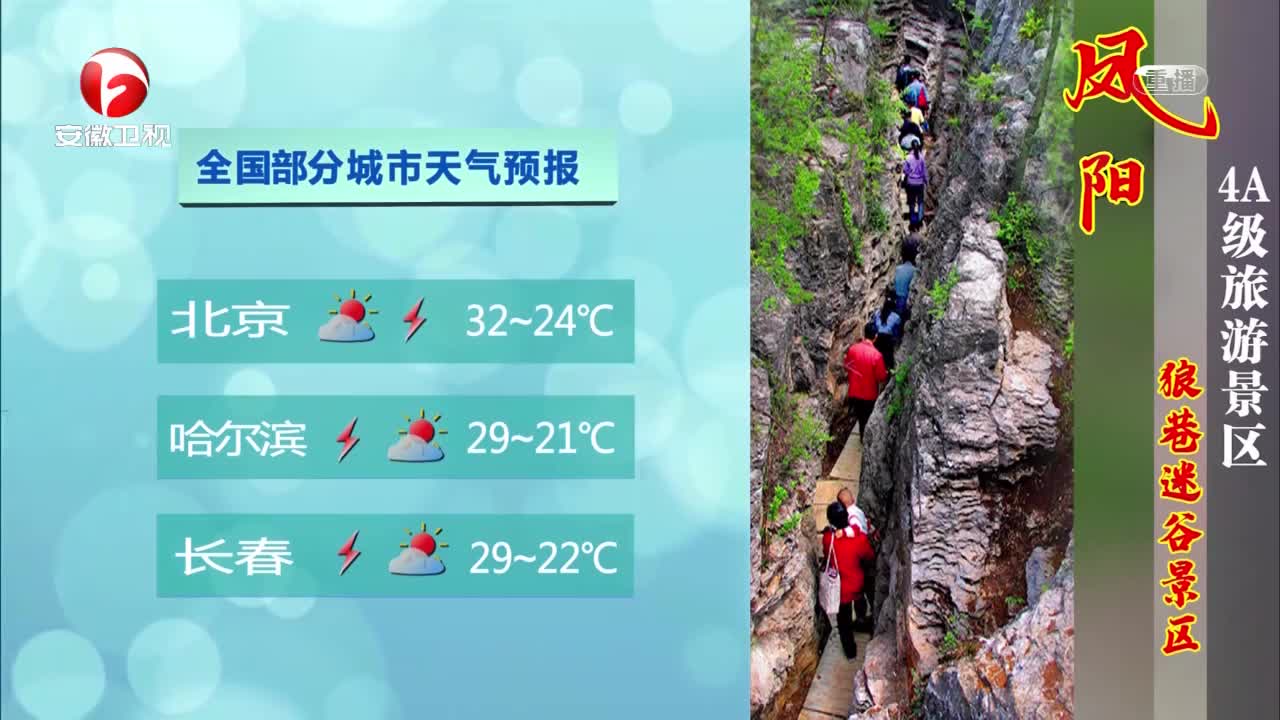 安徽卫视
全国部分城市天气预报
北京 32~24℃
哈尔滨 29~21℃
长春 29~22℃
凤阳
重播
4A级旅游景区
狼巷迷谷景区